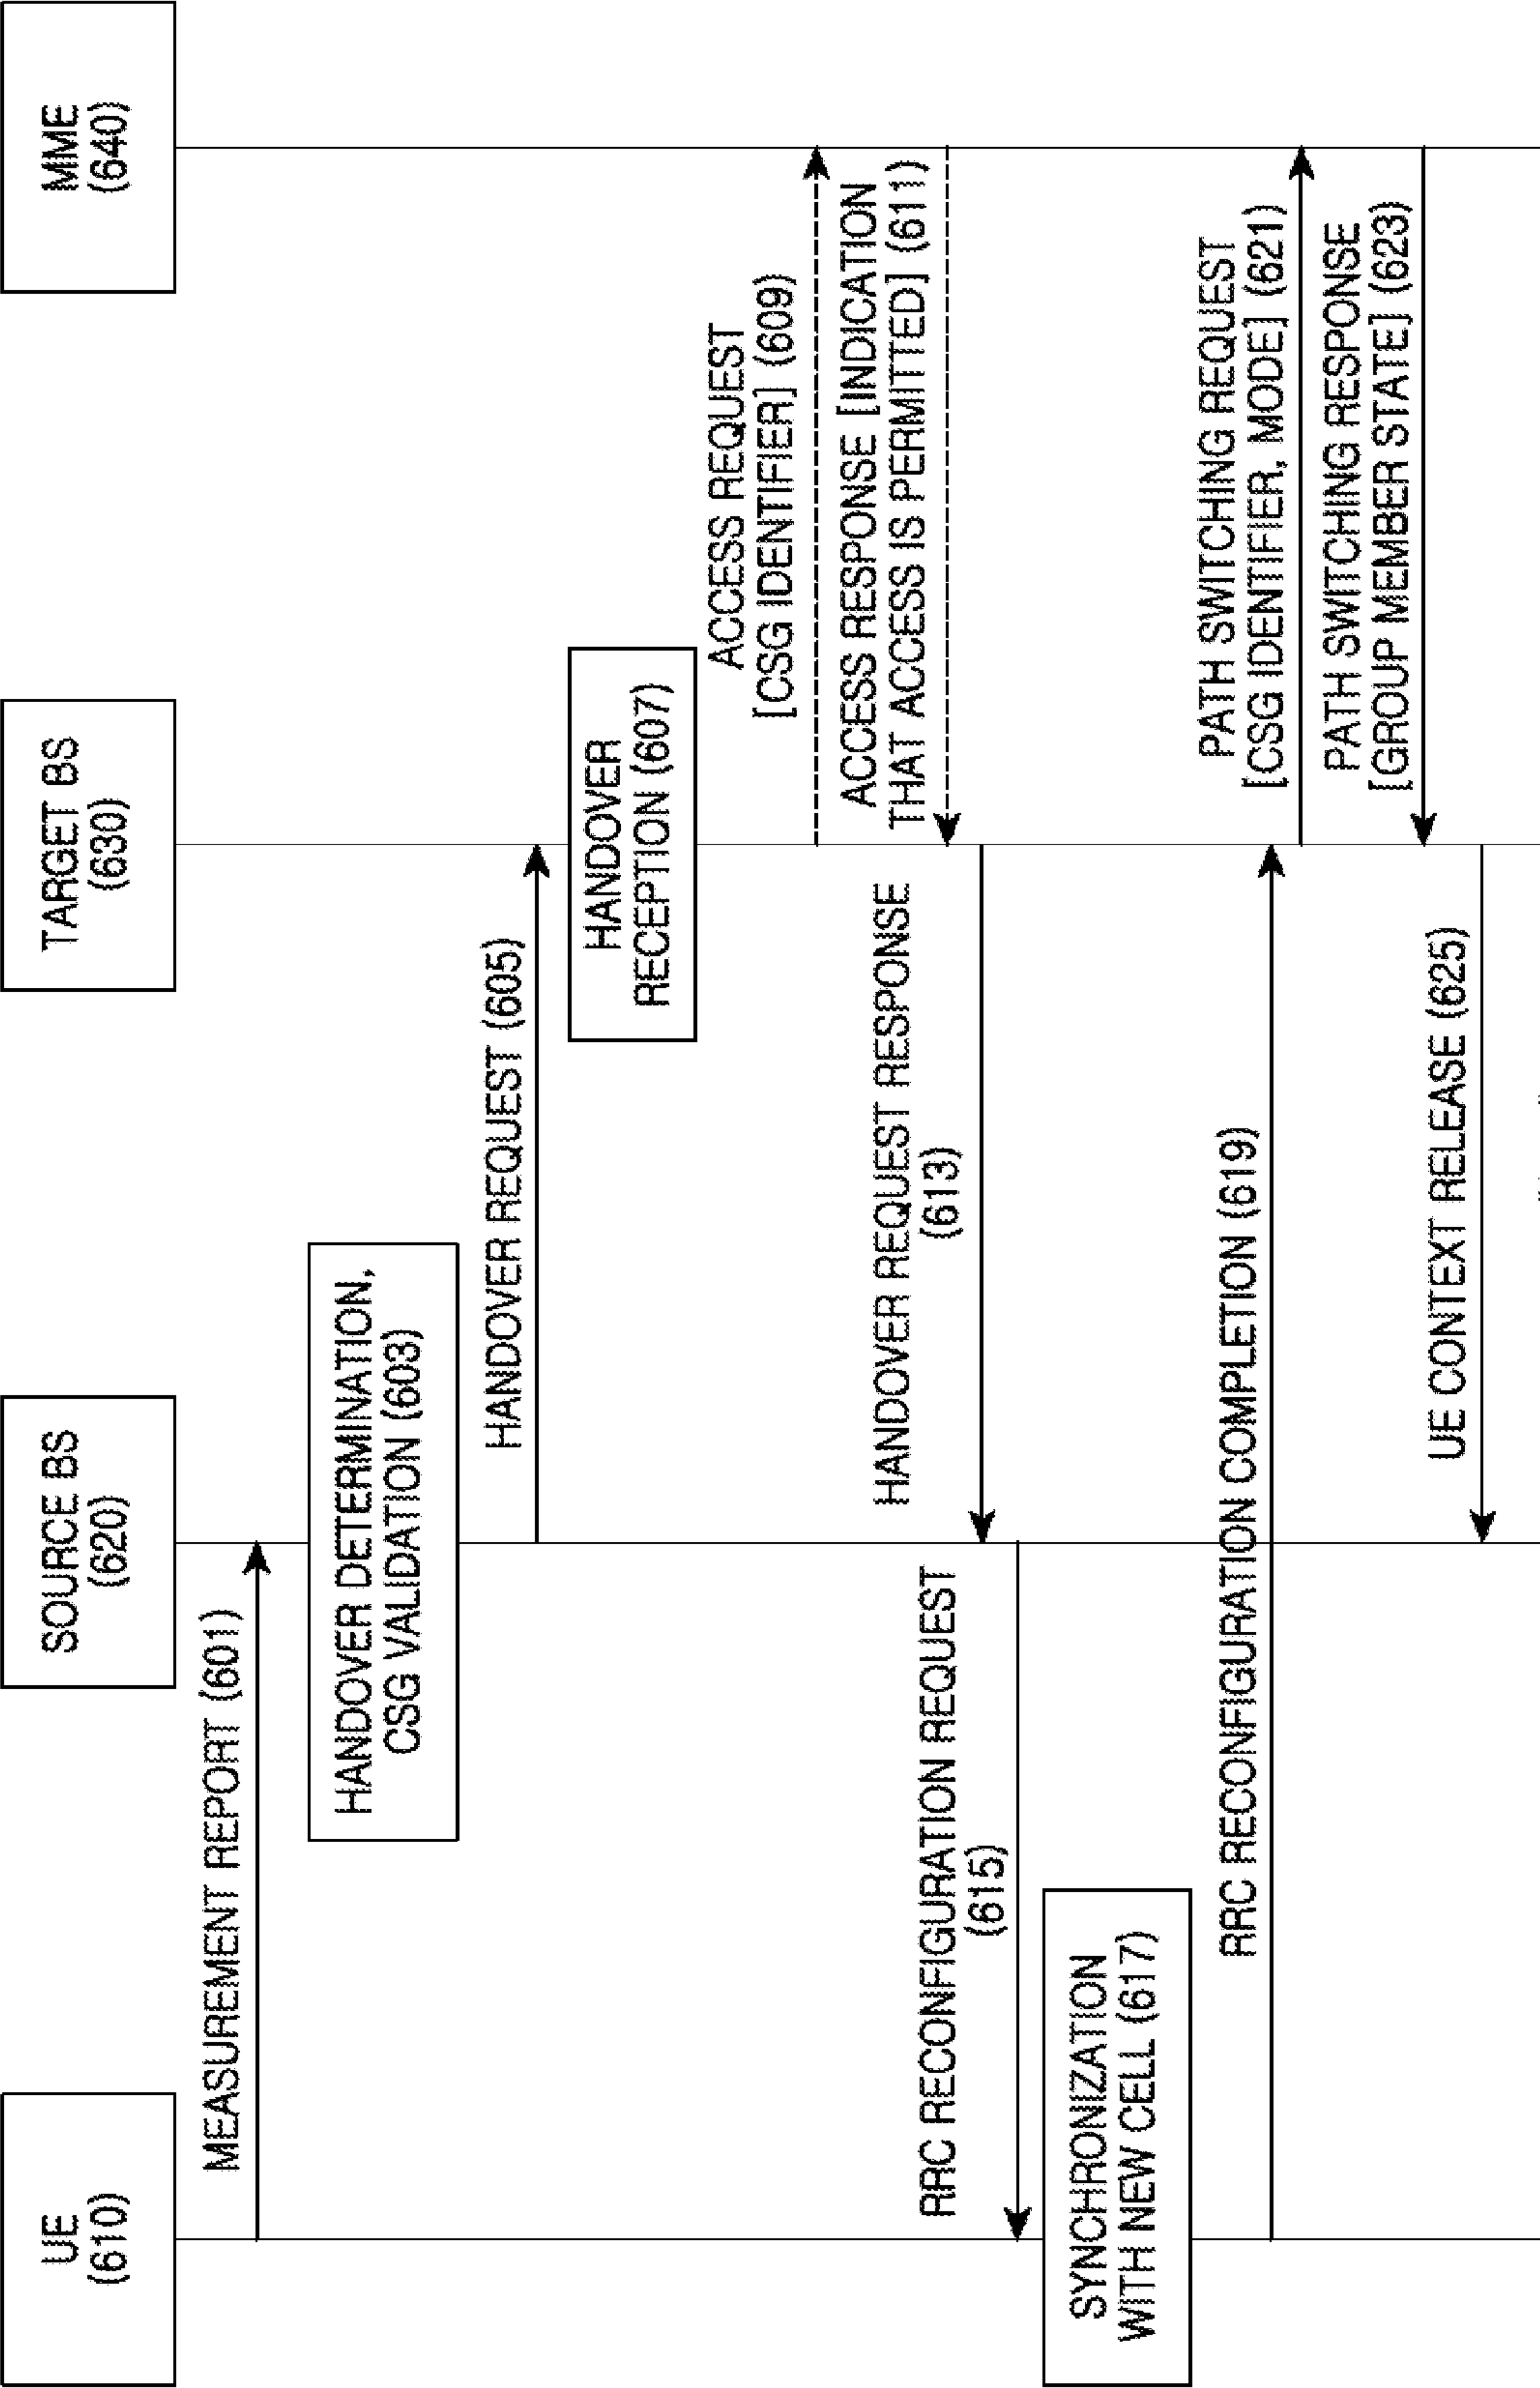 UE
(610)
SOURCE BS
(620)
TARGET BS
(630)
MME
(640)
MEASUREMENT REPORT (601)
HANDOVER DETERMINATION,
CSG VALIDATION (603)
HANDOVER REQUEST (605)
HANDOVER
RECEPTION (607)
ACCESS REQUEST
[CSG IDENTIFIER] (609)
ACCESS RESPONSE [INDICATION
THAT ACCESS IS PERMITTED] (611)
HANDOVER REQUEST RESPONSE
(613)
RRC RECONFIGURATION REQUEST
(615)
SYNCHRONIZATION
WITH NEW CELL (617)
RRC RECONFIGURATION COMPLETION (619)
PATH SWITCHING REQUEST
[CSG IDENTIFIER, MODE] (621)
PATH SWITCHING RESPONSE
[GROUP MEMBER STATE] (623)
UE CONTEXT RELEASE (625)